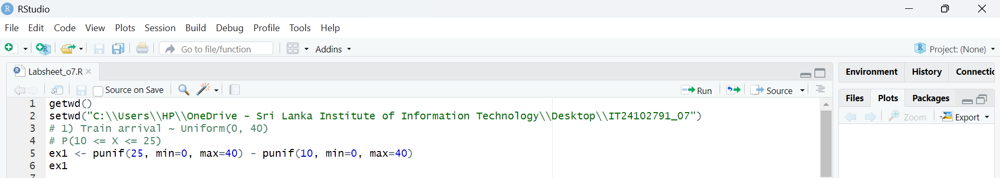 RStudio
File Edit Code View Plots Session Build Debug Profile Tools Help
Go to file/function Addins Project: (None)
Labsheet_o7.R Environment History Connectic
Source on Save Run Source Files Plots Packages
Zoom Export
1 getwd()
2 setwd("C:\\Users\\HP\\OneDrive - Sri Lanka Institute of Information Technology\\Desktop\\IT24102791_07")
3 # 1) Train arrival ~ Uniform(0, 40)
4 # P(10 <= X <= 25)
5 ex1 <- punif(25, min=0, max=40) - punif(10, min=0, max=40)
6 ex1
7